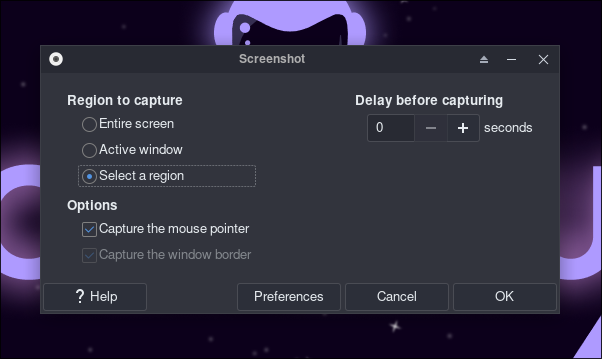 Screenshot
Region to capture
Entire screen
Active window
Select a region
Options
Capture the mouse pointer
Capture the window border
Delay before capturing
0 seconds
? Help
Preferences
Cancel
OK